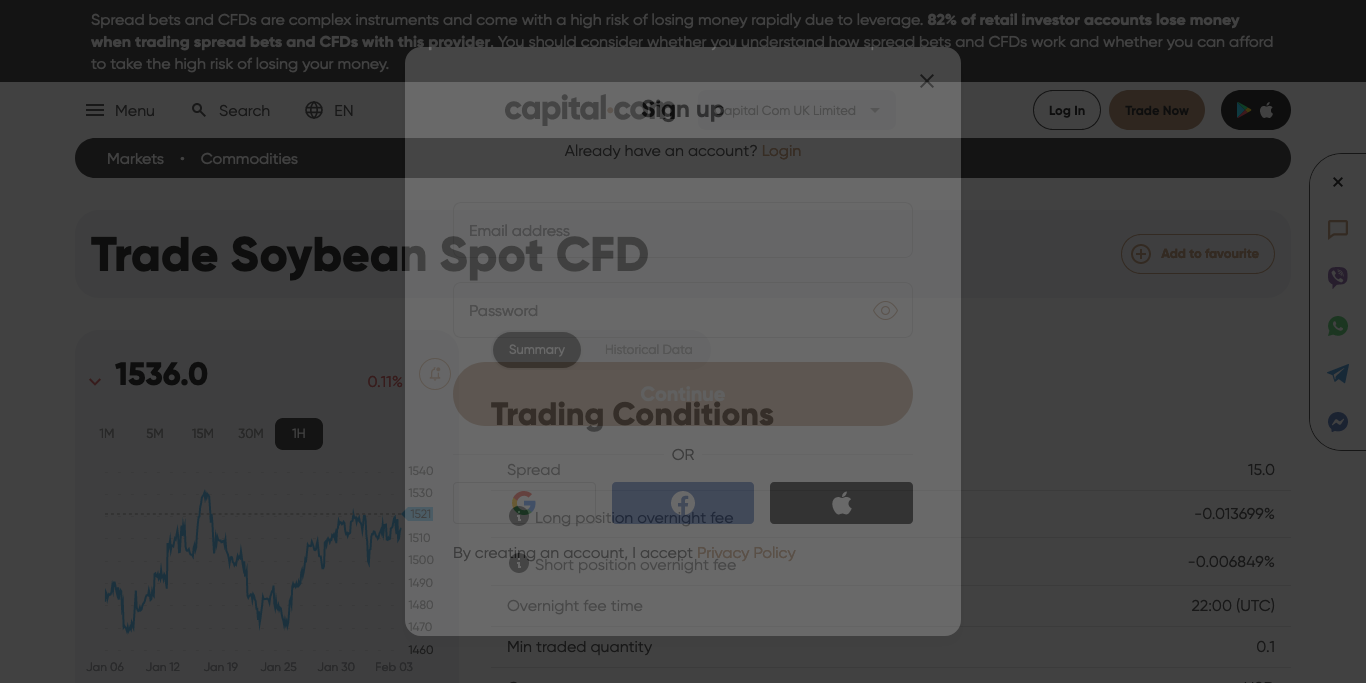 Spread bets and CFDs are complex instruments and come with a high risk of losing money rapidly due to leverage. 82% of retail investor accounts lose money
when trading spread bets and CFDs with this provider. You should consider whether you understand how spread bets and CFDs work and whether you can afford
to take the high risk of losing your money.
Menu
Search
EN
capital.com
Capital Com UK Limited
Log In
Trade Now
Sign up
Already have an account? Login
Markets • Commodities
Trade Soybean Spot CFD
Add to favourite
Email address
Password
1536.0
0.11%
Summary
Historical Data
1M
5M
15M
30M
1H
Continue
Trading Conditions
OR
Spread
15.0
Long position overnight fee
-0.013699%
By creating an account, I accept Privacy Policy
Short position overnight fee
-0.006849%
Overnight fee time
22:00 (UTC)
Min traded quantity
0.1
1540
1530
1521
1510
1500
1490
1480
1470
1460
Jan 06
Jan 12
Jan 19
Jan 25
Jan 30
Feb 03